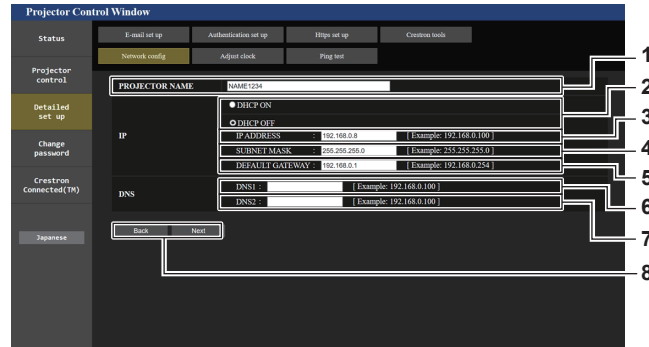 Projector Control Window
Status
E-mail set up
Authentication set up
Https set up
Crestron tools
Network config
Adjust clock
Ping test
Projector
control
Detailed
set up
Change
password
Crestron
Connected(TM)
Japanese
PROJECTOR NAME NAME1234
IP
DHCP ON
DHCP OFF
IP ADDRESS : 192.168.0.8 [ Example: 192.168.0.100 ]
SUBNET MASK : 255.255.255.0 [ Example: 255.255.255.0 ]
DEFAULT GATEWAY : 192.168.0.1 [ Example: 192.168.0.254 ]
DNS
DNS1 : [ Example: 192.168.0.100 ]
DNS2 : [ Example: 192.168.0.100 ]
Back Next
1
2
3
4
5
6
7
8